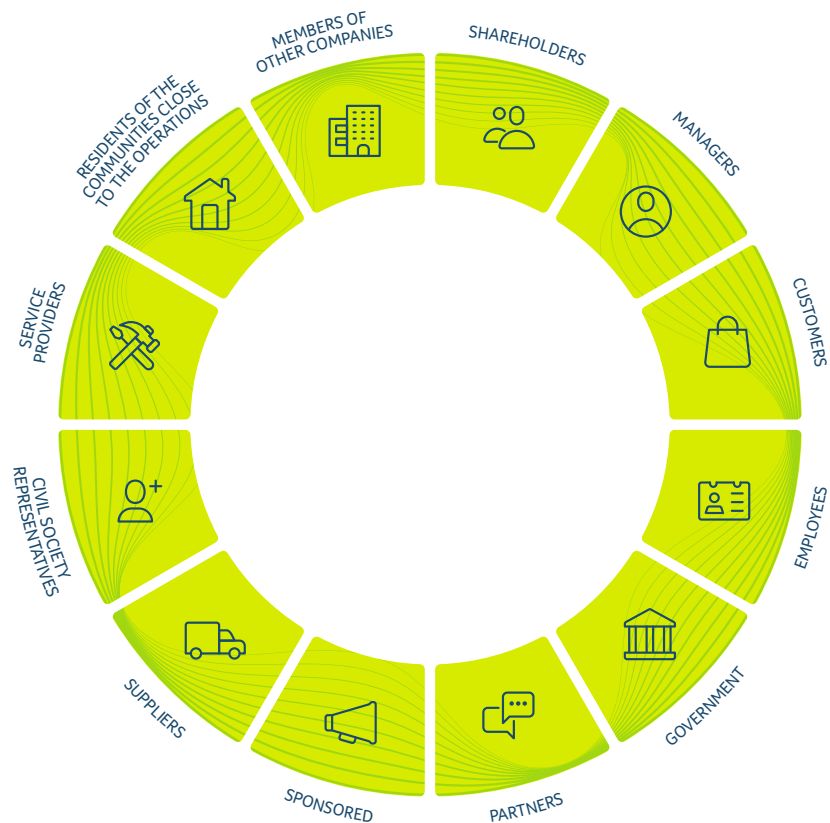 SHAREHOLDERS
MANAGERS
CUSTOMERS
EMPLOYEES
GOVERNMENT
PARTNERS
SPONSORED
SUPPLIERS
CIVIL SOCIETY
REPRESENTATIVES
SERVICE
PROVIDERS
RESIDENTS OF THE
COMMUNITIES CLOSE
TO THE OPERATIONS
MEMBERS OF
OTHER COMPANIES